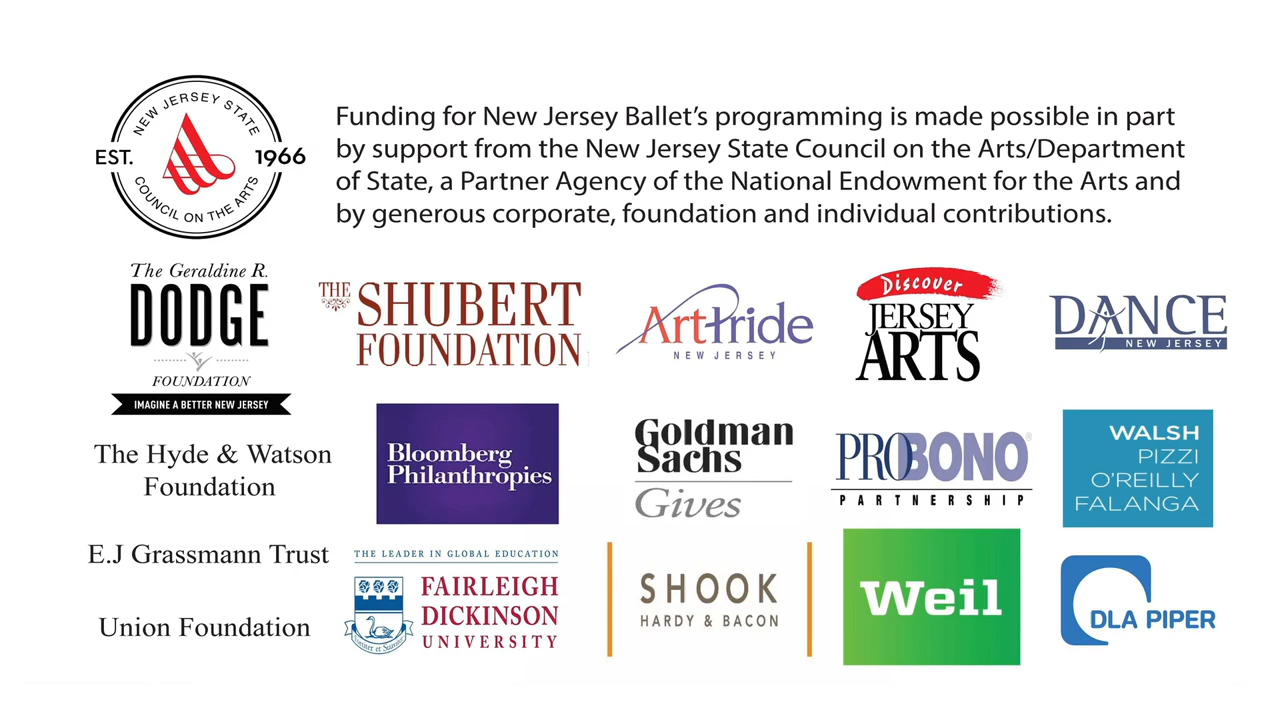 NEW JERSEY STATE
EST. 1966
COUNCIL ON THE ARTS
Funding for New Jersey Ballet’s programming is made possible in part
by support from the New Jersey State Council on the Arts/Department
of State, a Partner Agency of the National Endowment for the Arts and
by generous corporate, foundation and individual contributions.
The Geraldine R.
DODGE
FOUNDATION
IMAGINE A BETTER NEW JERSEY
THE SHUBERT
FOUNDATION
ArtPride
NEW JERSEY
Discover
JERSEY
ARTS
DANCE
NEW JERSEY
The Hyde & Watson
Foundation
Bloomberg
Philanthropies
Goldman
Sachs
Gives
PROBONO®
PARTNERSHIP
WALSH
PIZZI
O'REILLY
FALANGA
E.J Grassmann Trust
Union Foundation
THE LEADER IN GLOBAL EDUCATION
FAIRLEIGH
DICKINSON
UNIVERSITY
SHOOK
HARDY & BACON
Weil
DLA PIPER